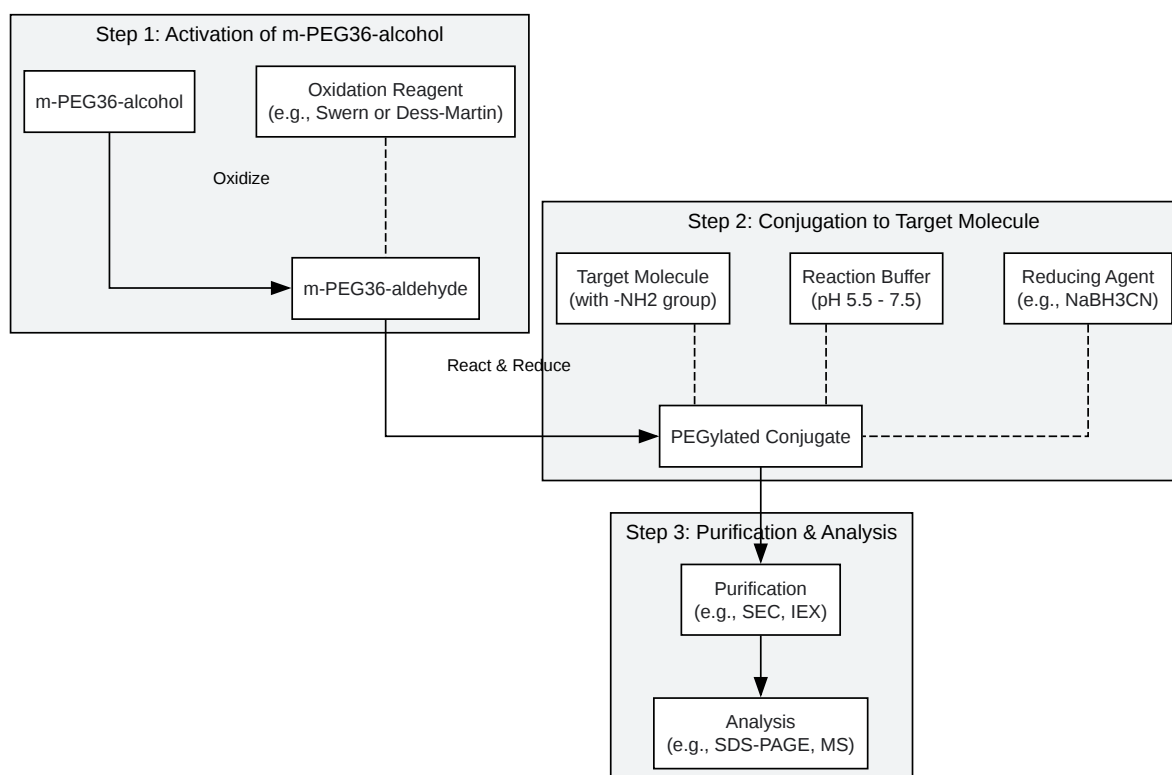 Step 1: Activation of m-PEG36-alcohol
m-PEG36-alcohol
Oxidation Reagent
(e.g., Swern or Dess-Martin)
Oxidize
m-PEG36-aldehyde
Step 2: Conjugation to Target Molecule
Target Molecule
(with -NH2 group)
Reaction Buffer
(pH 5.5 - 7.5)
Reducing Agent
(e.g., NaBH3CN)
React & Reduce
PEGylated Conjugate
Step 3: Purification & Analysis
Purification
(e.g., SEC, IEX)
Analysis
(e.g., SDS-PAGE, MS)